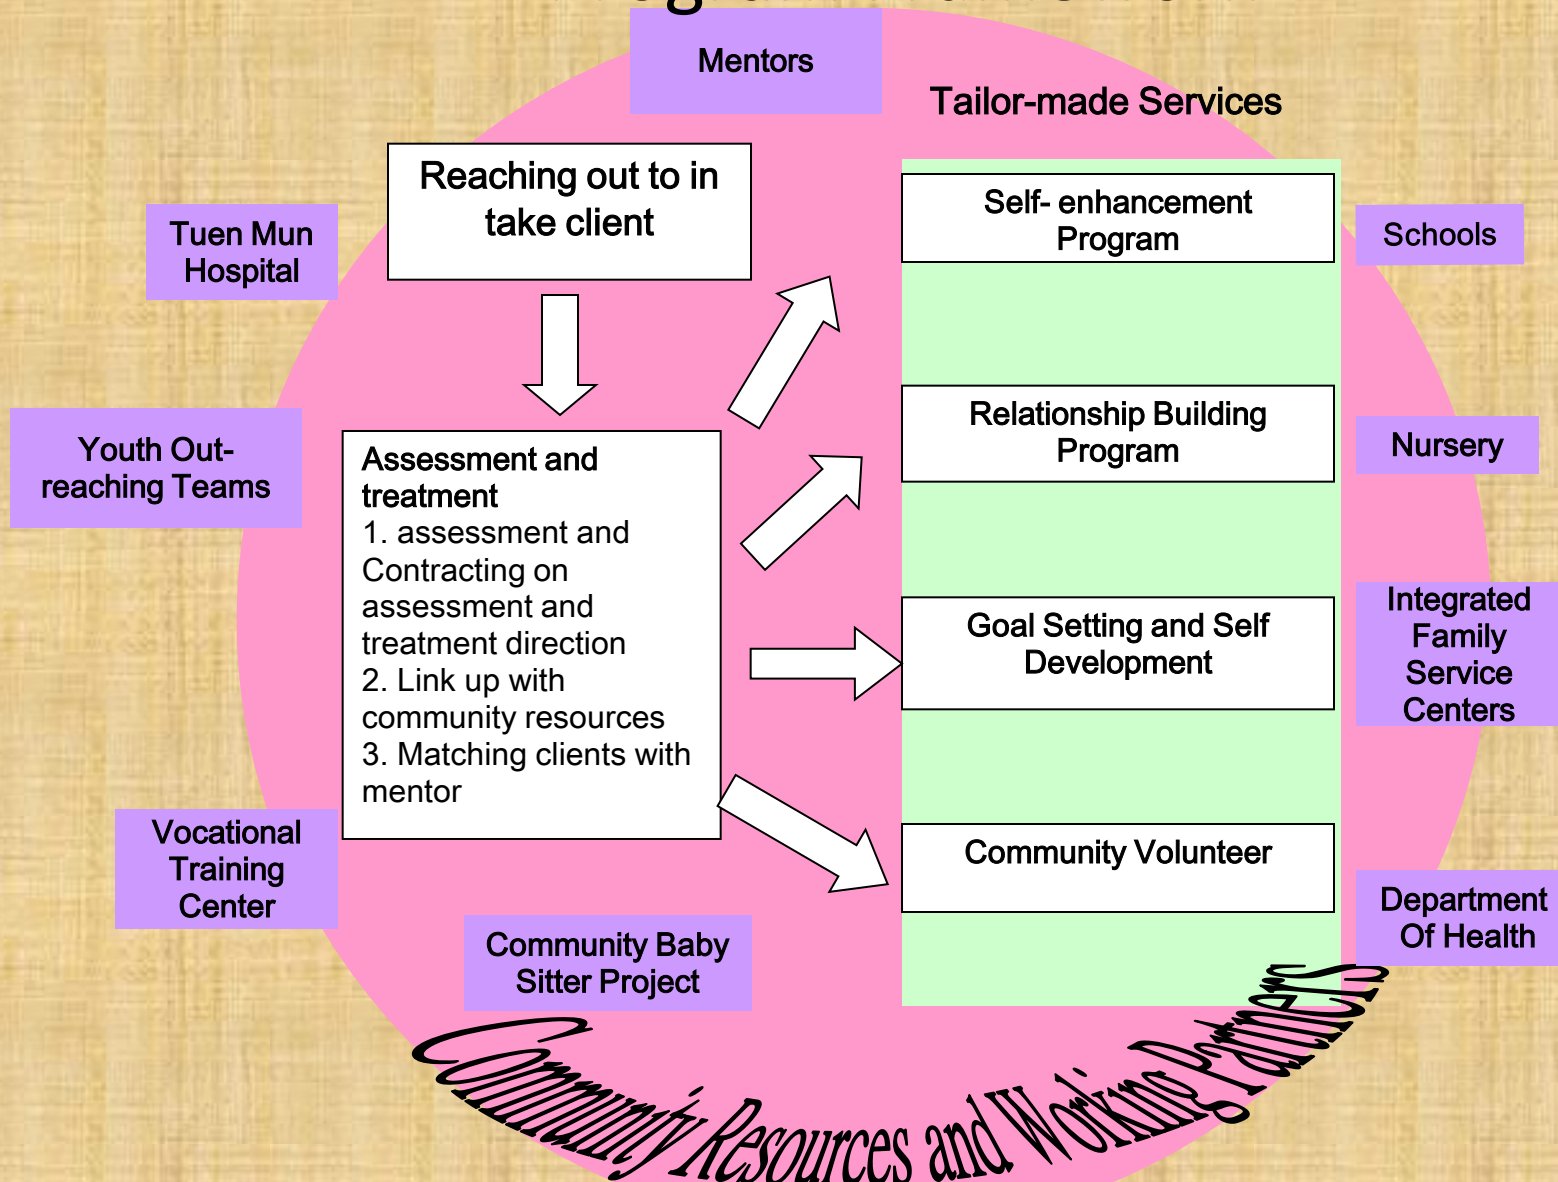 Mentors
Tailor-made Services
Reaching out to in
take client
Self- enhancement
Program
Tuen Mun
Hospital
Schools
Relationship Building
Program
Youth Out-
reaching Teams
Nursery
Assessment and
treatment
1. assessment and
Contracting on
assessment and
treatment direction
2. Link up with
community resources
3. Matching clients with
mentor
Goal Setting and Self
Development
Integrated
Family
Service
Centers
Vocational
Training
Center
Community Volunteer
Department
Of Health
Community Baby
Sitter Project
Community Resources and Working Partners